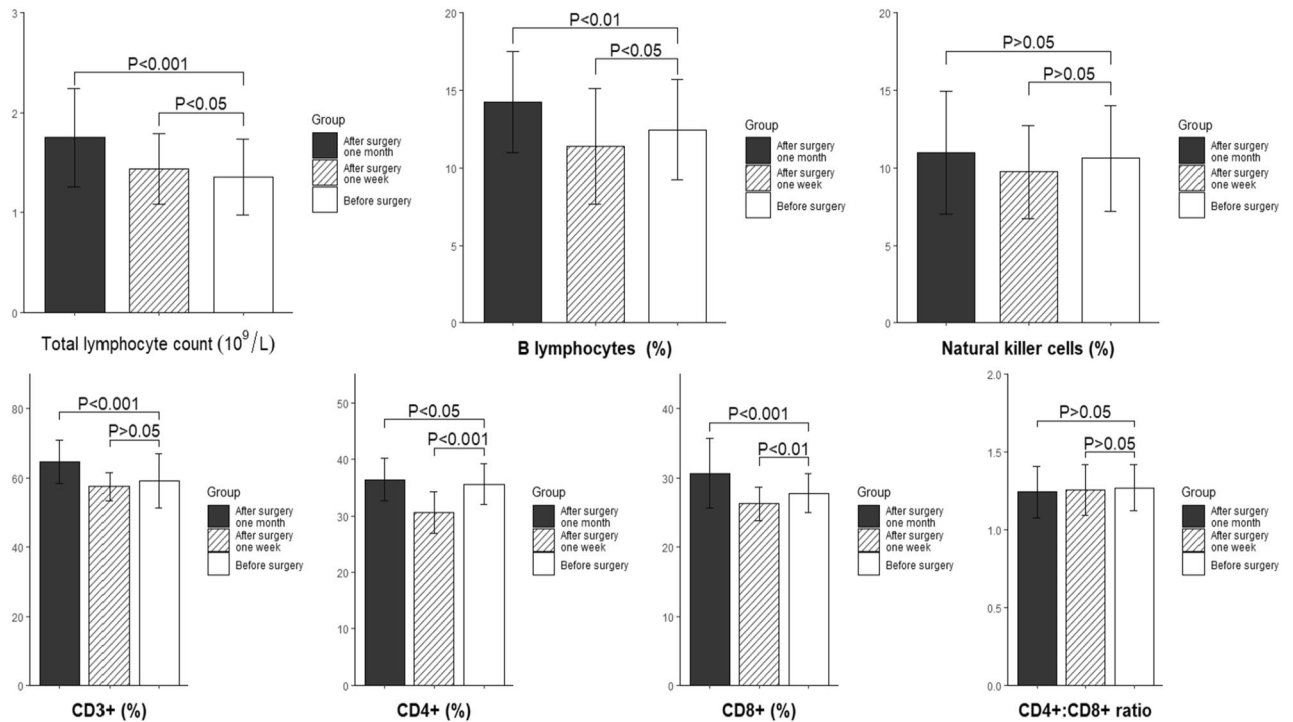 3
2
1
0
P<0.001
P<0.05
Group
After surgery
one month
After surgery
one week
Before surgery
Total lymphocyte count (10^9/L)
20
15
10
5
0
P<0.01
P<0.05
Group
After surgery
one month
After surgery
one week
Before surgery
B lymphocytes (%)
20
15
10
5
0
P>0.05
P>0.05
Group
After surgery
one month
After surgery
one week
Before surgery
Natural killer cells (%)
80
60
40
20
0
P<0.001
P>0.05
Group
After surgery
one month
After surgery
one week
Before surgery
CD3+ (%)
50
40
30
20
10
0
P<0.05
P<0.001
Group
After surgery
one month
After surgery
one week
Before surgery
CD4+ (%)
40
30
20
10
0
P<0.001
P<0.01
Group
After surgery
one month
After surgery
one week
Before surgery
CD8+ (%)
2.0
1.5
1.0
0.5
0.0
P>0.05
P>0.05
Group
After surgery
one month
After surgery
one week
Before surgery
CD4+:CD8+ ratio